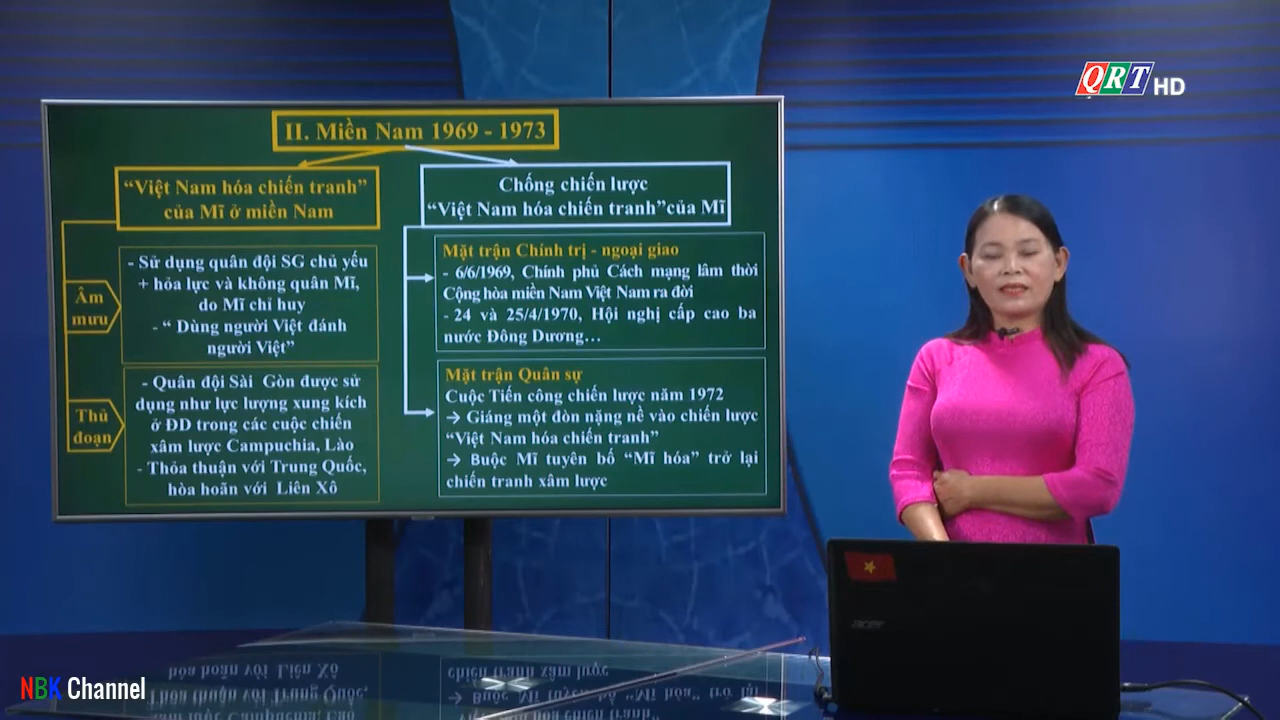 QRT HD
II. Miền Nam 1969 - 1973
“Việt Nam hóa chiến tranh”
của Mĩ ở miền Nam
Chống chiến lược
“Việt Nam hóa chiến tranh”của Mĩ
Âm
mưu
- Sử dụng quân đội SG chủ yếu
+ hỏa lực và không quân Mĩ,
do Mĩ chỉ huy
- “ Dùng người Việt đánh
người Việt”
Thủ
đoạn
- Quân đội Sài Gòn được sử
dụng như lực lượng xung kích
ở ĐD trong các cuộc chiến
xâm lược Campuchia, Lào
- Thỏa thuận với Trung Quốc,
hòa hoãn với Liên Xô
Mặt trận Chính trị - ngoại giao
- 6/6/1969, Chính phủ Cách mạng lâm thời
Cộng hòa miền Nam Việt Nam ra đời
- 24 và 25/4/1970, Hội nghị cấp cao ba
nước Đông Dương…
Mặt trận Quân sự
Cuộc Tiến công chiến lược năm 1972
→ Giáng một đòn nặng nề vào chiến lược
“Việt Nam hóa chiến tranh”
→ Buộc Mĩ tuyên bố “Mĩ hóa” trở lại
chiến tranh xâm lược
acer
NBK Channel